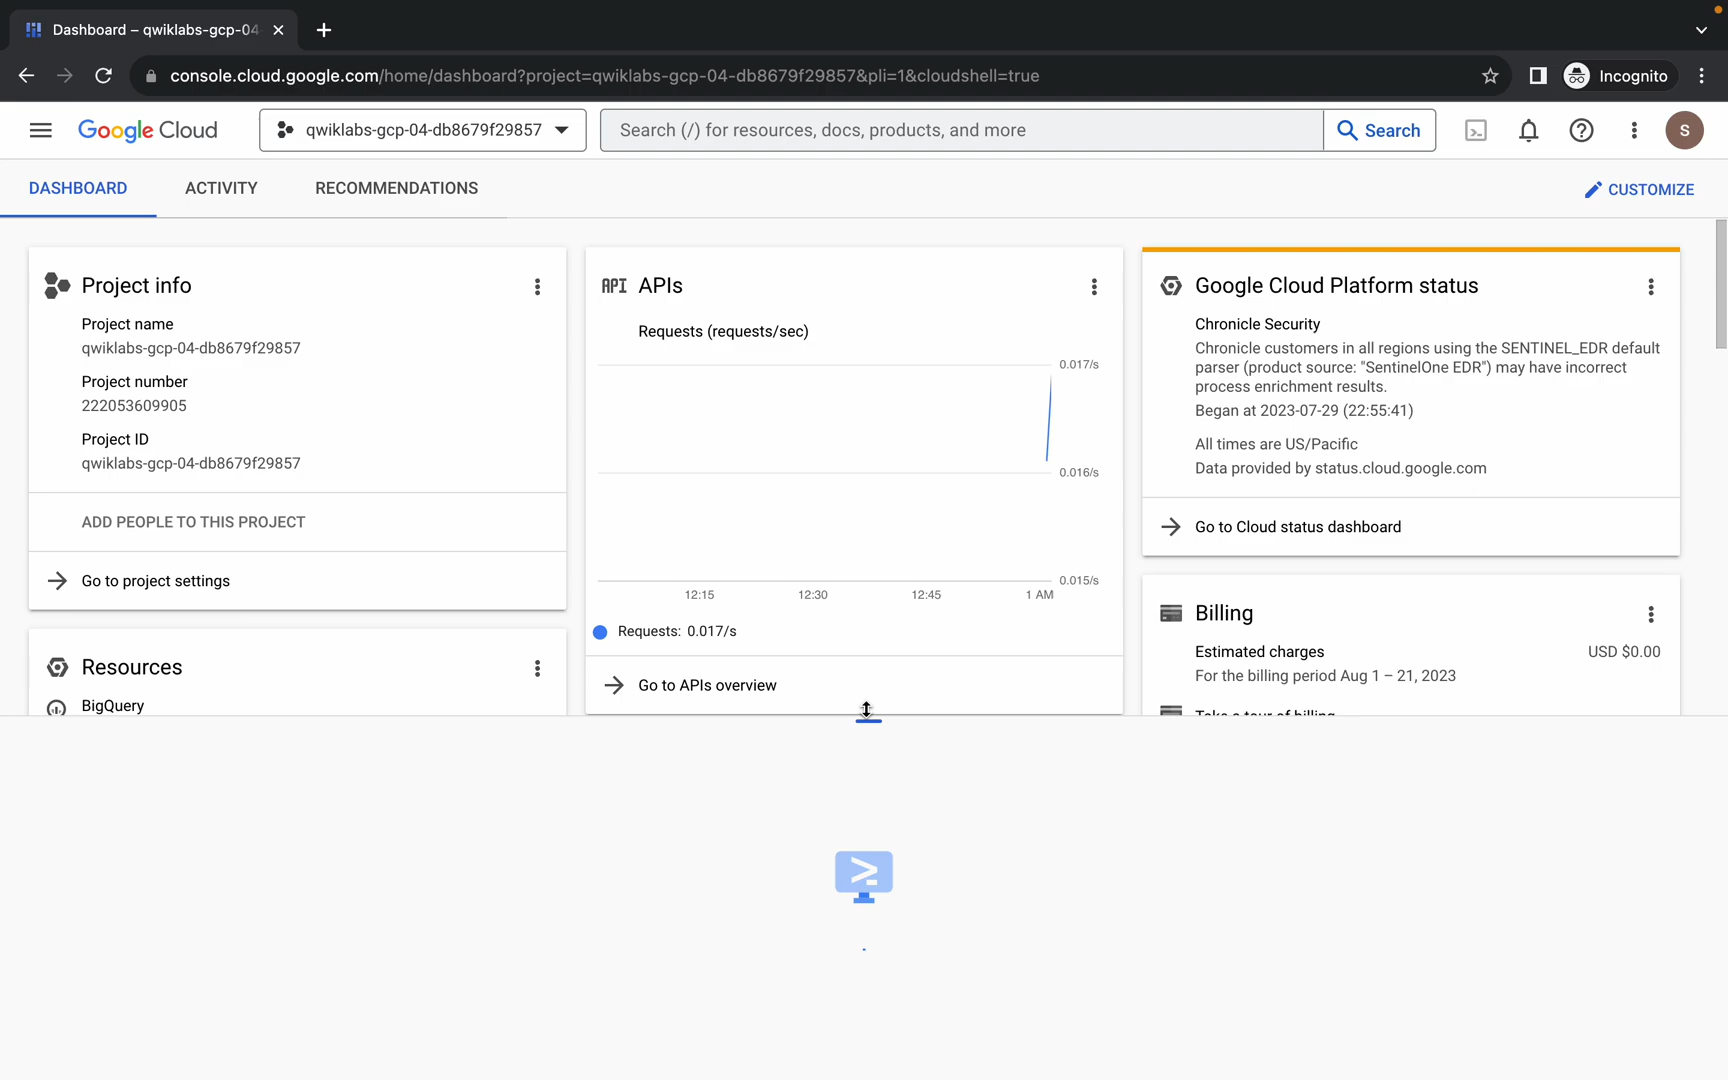 Dashboard – qwiklabs-gcp-04
console.cloud.google.com/home/dashboard?project=qwiklabs-gcp-04-db8679f29857&pli=1&cloudshell=true
Incognito
Google Cloud
qwiklabs-gcp-04-db8679f29857
Search (/) for resources, docs, products, and more
Search
S
DASHBOARD
ACTIVITY
RECOMMENDATIONS
CUSTOMIZE
Project info
Project name
qwiklabs-gcp-04-db8679f29857
Project number
222053609905
Project ID
qwiklabs-gcp-04-db8679f29857
ADD PEOPLE TO THIS PROJECT
Go to project settings
Resources
BigQuery
API APIs
Requests (requests/sec)
0.017/s
0.016/s
0.015/s
12:15
12:30
12:45
1 AM
Requests: 0.017/s
Go to APIs overview
Google Cloud Platform status
Chronicle Security
Chronicle customers in all regions using the SENTINEL_EDR default
parser (product source: "SentinelOne EDR") may have incorrect
process enrichment results.
Began at 2023-07-29 (22:55:41)
All times are US/Pacific
Data provided by status.cloud.google.com
Go to Cloud status dashboard
Billing
Estimated charges
USD $0.00
For the billing period Aug 1 – 21, 2023
Take a tour of billing